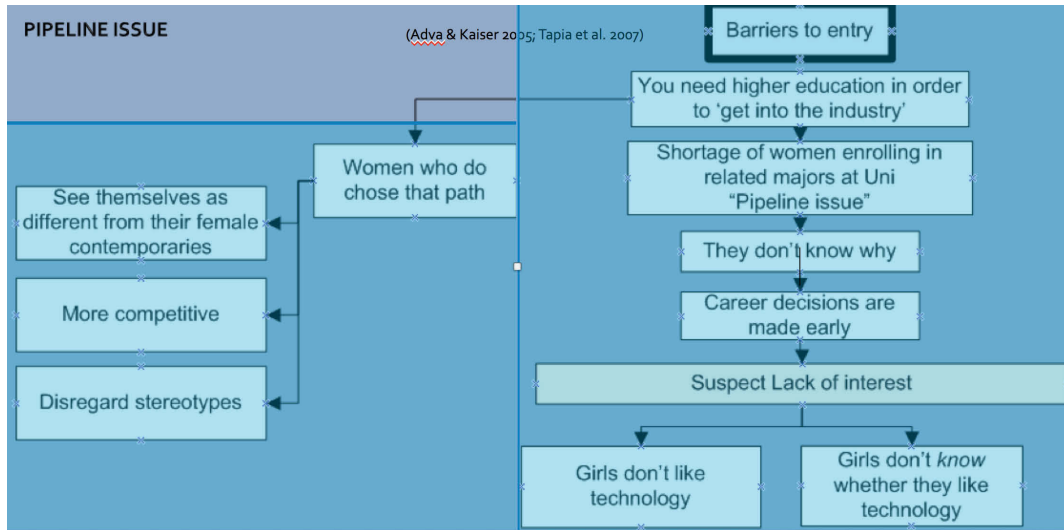 PIPELINE ISSUE
(Adya & Kaiser 2005; Tapia et al. 2007)
Barriers to entry
You need higher education in order
to ‘get into the industry’
Shortage of women enrolling in
related majors at Uni
“Pipeline issue”
They don’t know why
Career decisions are
made early
Suspect Lack of interest
Girls don’t like
technology
Girls don’t know
whether they like
technology
Women who do
chose that path
See themselves as
different from their female
contemporaries
More competitive
Disregard stereotypes